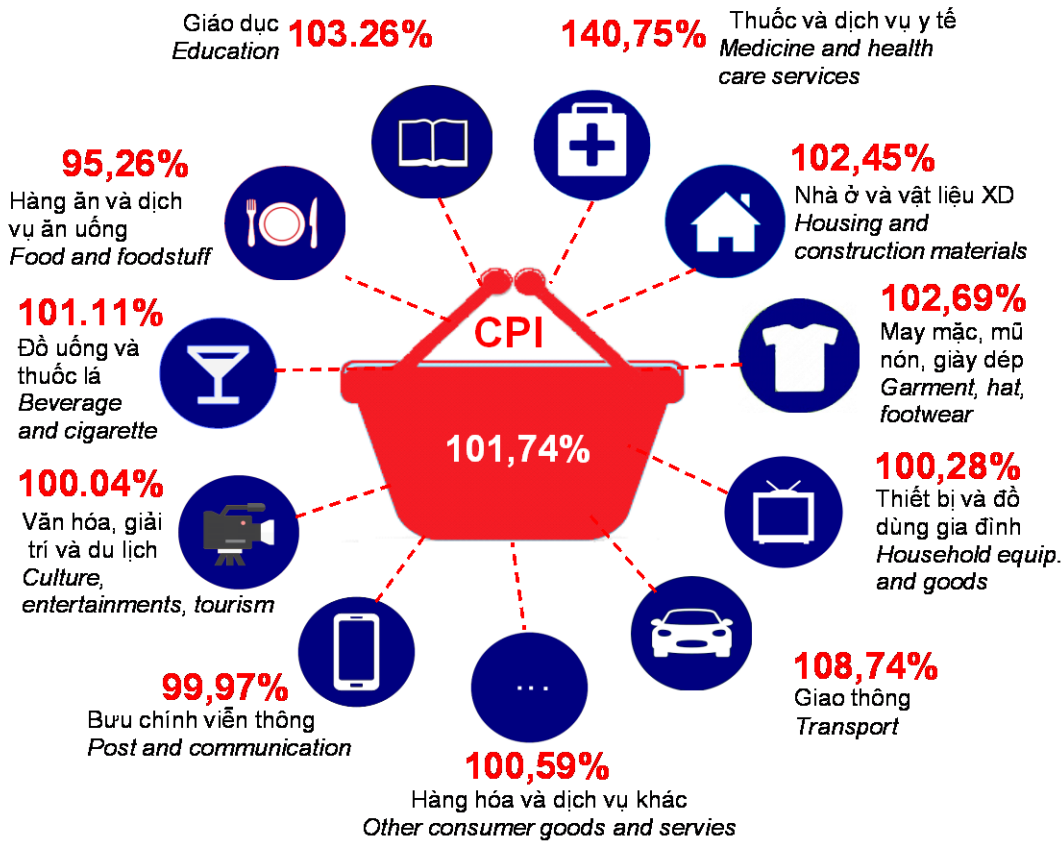 Giáo dục
Education
103.26%
140,75%
Thuốc và dịch vụ y tế
Medicine and health
care services
95,26%
Hàng ăn và dịch
vụ ăn uống
Food and foodstuff
102,45%
Nhà ở và vật liệu XD
Housing and
construction materials
CPI
101,74%
101.11%
Đồ uống và
thuốc lá
Beverage
and cigarette
102,69%
May mặc, mũ
nón, giày dép
Garment, hat,
footwear
100.04%
Văn hóa, giải
trí và du lịch
Culture,
entertainments, tourism
100,28%
Thiết bị và đồ
dùng gia đình
Household equip.
and goods
99,97%
Bưu chính viễn thông
Post and communication
...
108,74%
Giao thông
Transport
100,59%
Hàng hóa và dịch vụ khác
Other consumer goods and servies